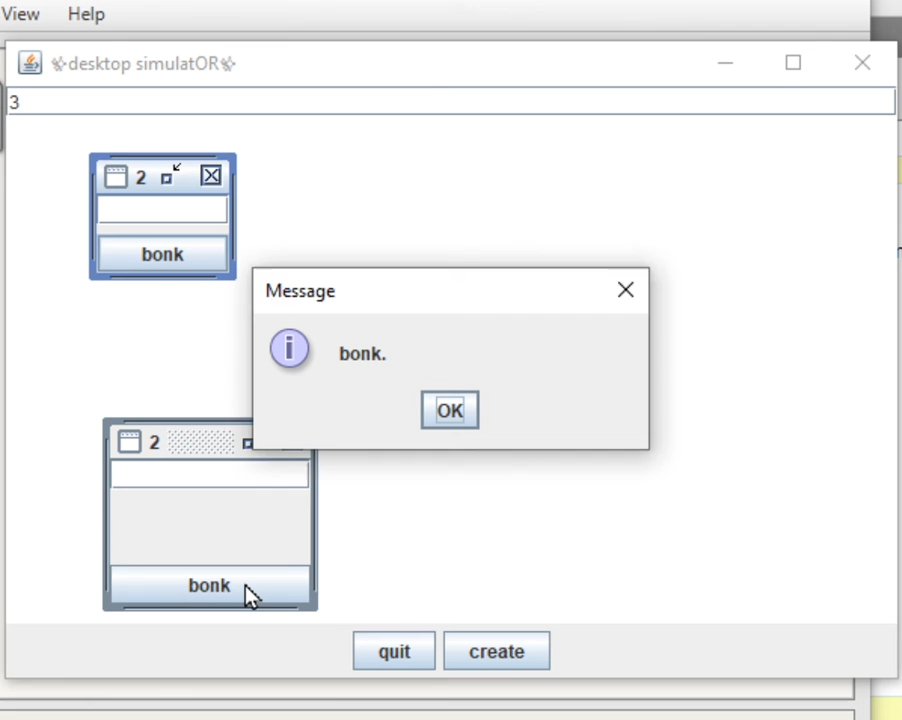 View Help
desktop simulatOR
3
2
bonk
Message
bonk.
OK
2
bonk
quit create